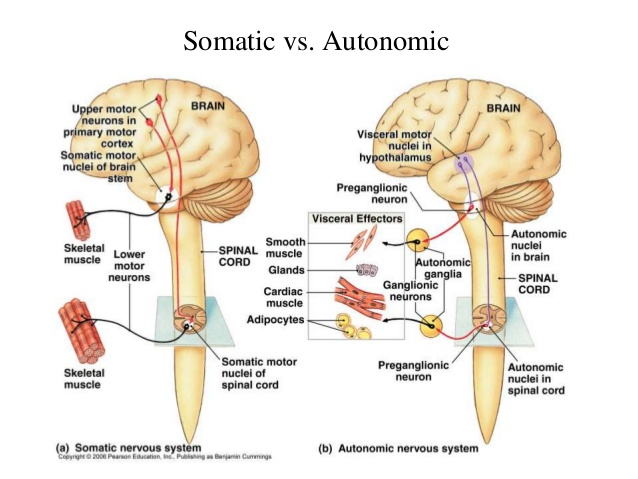 Somatic vs. Autonomic
BRAIN
Upper motor
neurons in
primary motor
cortex
Somatic motor
nuclei of brain
stem
Skeletal
muscle
Lower
motor
neurons
SPINAL
CORD
Skeletal
muscle
Somatic motor
nuclei of
spinal cord
(a) Somatic nervous system
Copyright © 2006 Pearson Education, Inc., Publishing as Benjamin Cummings
BRAIN
Visceral motor
nuclei in
hypothalamus
Preganglionic
neuron
Visceral Effectors
Smooth
muscle
Glands
Cardiac
muscle
Adipocytes
Autonomic
nuclei
in brain
Autonomic
ganglia
Ganglionic
neurons
SPINAL
CORD
Preganglionic
neuron
Autonomic
nuclei in
spinal cord
(b) Autonomic nervous system